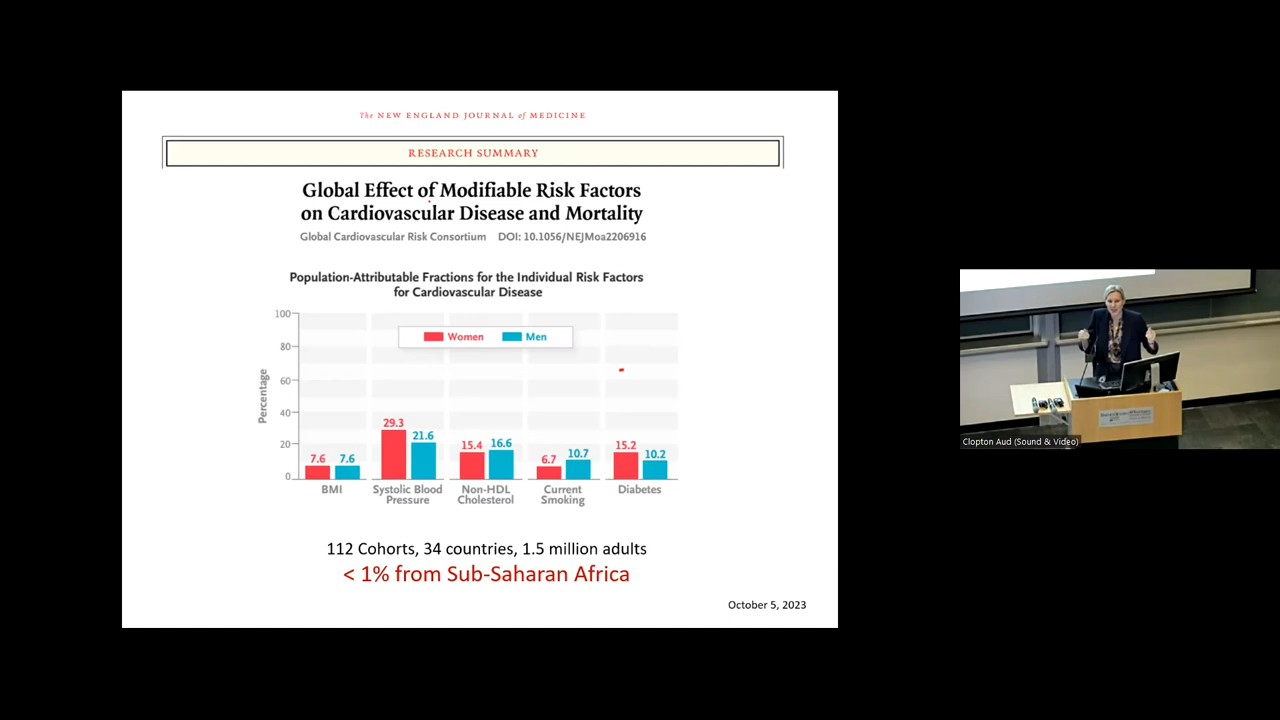 The NEW ENGLAND JOURNAL of MEDICINE
RESEARCH SUMMARY
Global Effect of Modifiable Risk Factors
on Cardiovascular Disease and Mortality
Global Cardiovascular Risk Consortium DOI: 10.1056/NEJMoa2206916
Population-Attributable Fractions for the Individual Risk Factors
for Cardiovascular Disease
Women Men
Percentage
100
80
60
40
20
0
7.6 7.6
29.3 21.6
15.4 16.6
6.7 10.7
15.2 10.2
BMI
Systolic Blood
Pressure
Non-HDL
Cholesterol
Current
Smoking
Diabetes
112 Cohorts, 34 countries, 1.5 million adults
< 1% from Sub-Saharan Africa
October 5, 2023
Clopton Aud (Sound & Video)